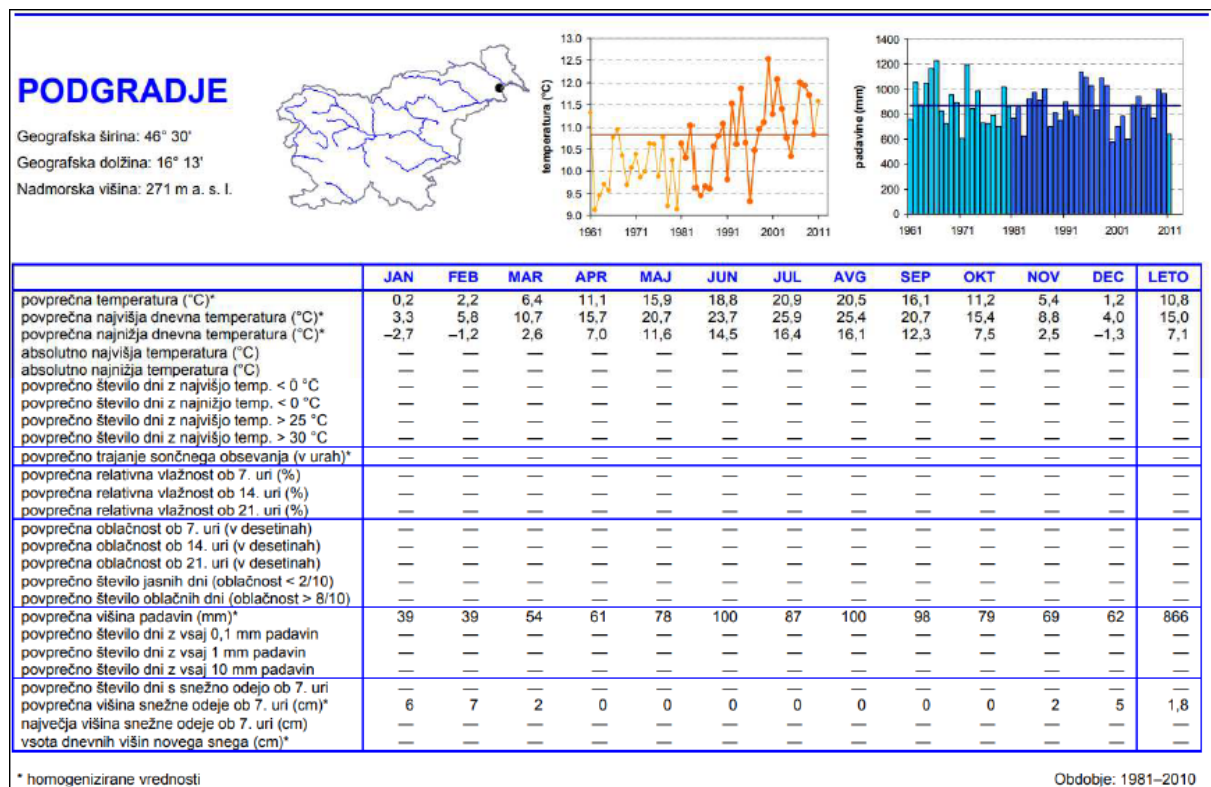 PODGRADJE
Geografska širina: 46° 30'
Geografska dolžina: 16° 13'
Nadmorska višina: 271 m a. s. l.
temperatura (°C)
13.0
12.5
12.0
11.5
11.0
10.5
10.0
9.5
9.0
1961 1971 1981 1991 2001 2011
padavine (mm)
1400
1200
1000
800
600
400
200
0
1961 1971 1981 1991 2001 2011
JAN FEB MAR APR MAJ JUN JUL AVG SEP OKT NOV DEC LETO
povprečna temperatura (°C)* 0,2 2,2 6,4 11,1 15,9 18,8 20,9 20,5 16,1 11,2 5,4 1,2 10,8
povprečna najvišja dnevna temperatura (°C)* 3,3 5,8 10,7 15,7 20,7 23,7 25,9 25,4 20,7 15,4 8,8 4,0 15,0
povprečna najnižja dnevna temperatura (°C)* –2,7 –1,2 2,6 7,0 11,6 14,5 16,4 16,1 12,3 7,5 2,5 –1,3 7,1
absolutno najvišja temperatura (°C) — — — — — — — — — — — — —
absolutno najnižja temperatura (°C) — — — — — — — — — — — — —
povprečno število dni z najvišjo temp. < 0 °C — — — — — — — — — — — — —
povprečno število dni z najnižjo temp. < 0 °C — — — — — — — — — — — — —
povprečno število dni z najvišjo temp. > 25 °C — — — — — — — — — — — — —
povprečno število dni z najvišjo temp. > 30 °C — — — — — — — — — — — — —
povprečno trajanje sončnega obsevanja (v urah)* — — — — — — — — — — — — —
povprečna relativna vlažnost ob 7. uri (%) — — — — — — — — — — — — —
povprečna relativna vlažnost ob 14. uri (%) — — — — — — — — — — — — —
povprečna relativna vlažnost ob 21. uri (%) — — — — — — — — — — — — —
povprečna oblačnost ob 7. uri (v desetinah) — — — — — — — — — — — — —
povprečna oblačnost ob 14. uri (v desetinah) — — — — — — — — — — — — —
povprečna oblačnost ob 21. uri (v desetinah) — — — — — — — — — — — — —
povprečno število jasnih dni (oblačnost < 2/10) — — — — — — — — — — — — —
povprečno število oblačnih dni (oblačnost > 8/10) — — — — — — — — — — — — —
povprečna višina padavin (mm)* 39 39 54 61 78 100 87 100 98 79 69 62 866
povprečno število dni z vsaj 0,1 mm padavin — — — — — — — — — — — — —
povprečno število dni z vsaj 1 mm padavin — — — — — — — — — — — — —
povprečno število dni z vsaj 10 mm padavin — — — — — — — — — — — — —
povprečno število dni s snežno odejo ob 7. uri — — — — — — — — — — — — —
povprečna višina snežne odeje ob 7. uri (cm)* 6 7 2 0 0 0 0 0 0 0 2 5 1,8
največja višina snežne odeje ob 7. uri (cm) — — — — — — — — — — — — —
vsota dnevnih višin novega snega (cm)* — — — — — — — — — — — — —
* homogenizirane vrednosti
Obdobje: 1981–2010